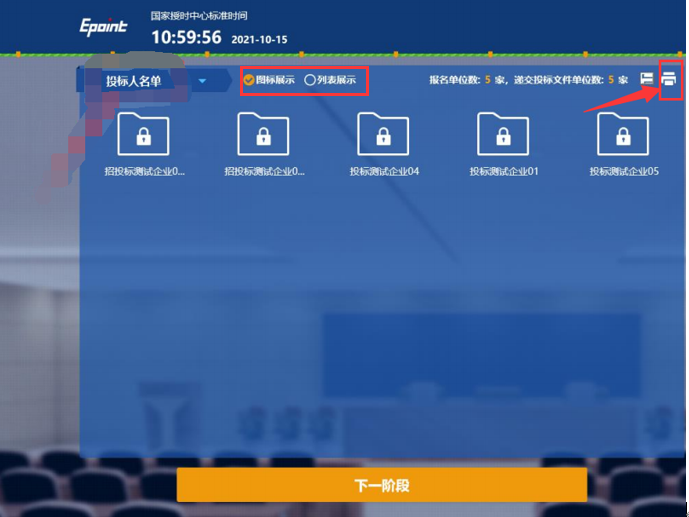 Epoint
国家授时中心标准时间
10:59:56 2021-10-15
投标人名单 图标展示 列表展示 报名单位数: 5 家，递交投标文件单位数: 5 家
招投标测试企业0... 招投标测试企业0... 投标测试企业04 投标测试企业01 投标测试企业05
下一阶段